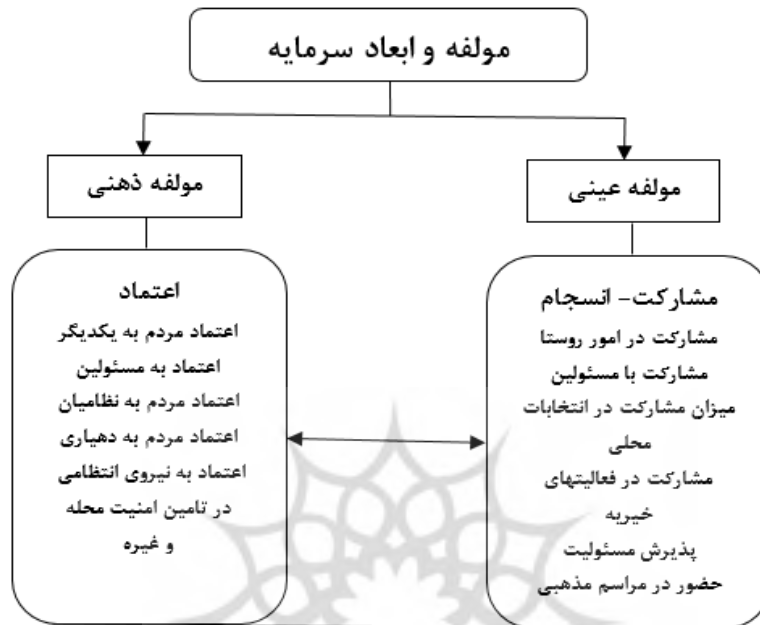 مولفه و ابعاد سرمایه
مولفه عینی
مشارکت- انسجام
مشارکت در امور روستا
مشارکت با مسئولین
میزان مشارکت در انتخابات
محلی
مشارکت در فعالیتهای
خیریه
پذیرش مسئولیت
حضور در مراسم مذهبی
مولفه ذهنی
اعتماد
اعتماد مردم به یکدیگر
اعتماد به مسئولین
اعتماد مردم به نظامیان
اعتماد مردم به دهیاری
اعتماد به نیروی انتظامی
در تامین امنیت محله
و غیره